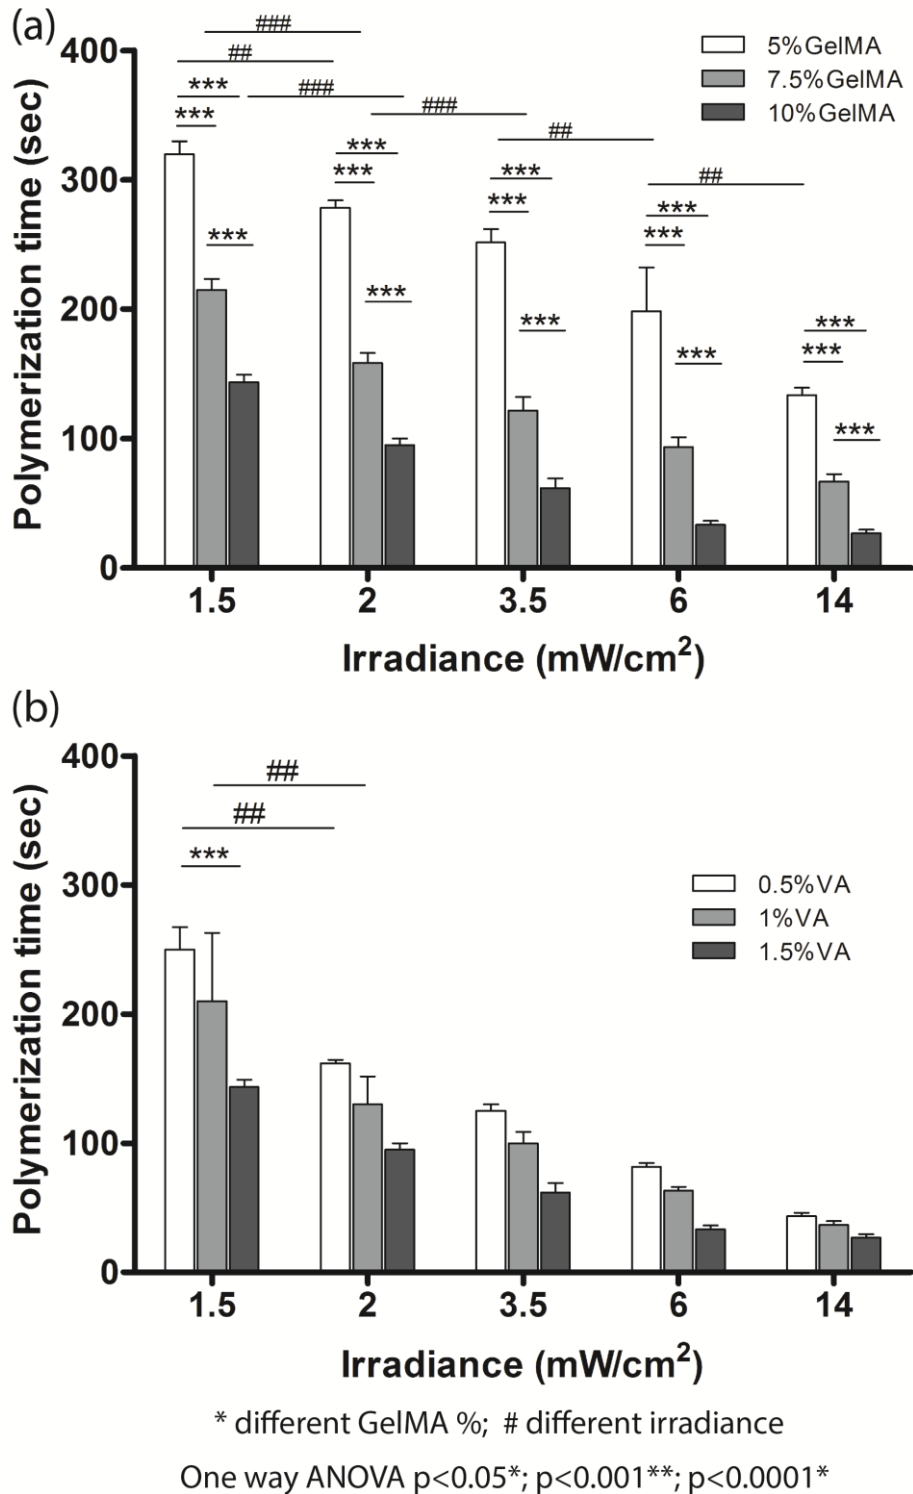 (a)
###
##
***
***
###
###
##
##
***
***
***
***
***
***
***
***
***
***
***
***
***
5%GelMA
7.5%GelMA
10%GelMA
Polymerization time (sec)
400
300
200
100
0
1.5 2 3.5 6 14
Irradiance (mW/cm²)
(b)
##
##
***
0.5%VA
1%VA
1.5%VA
Polymerization time (sec)
400
300
200
100
0
1.5 2 3.5 6 14
Irradiance (mW/cm²)
* different GelMA %; # different irradiance
One way ANOVA p<0.05*; p<0.001**; p<0.0001*